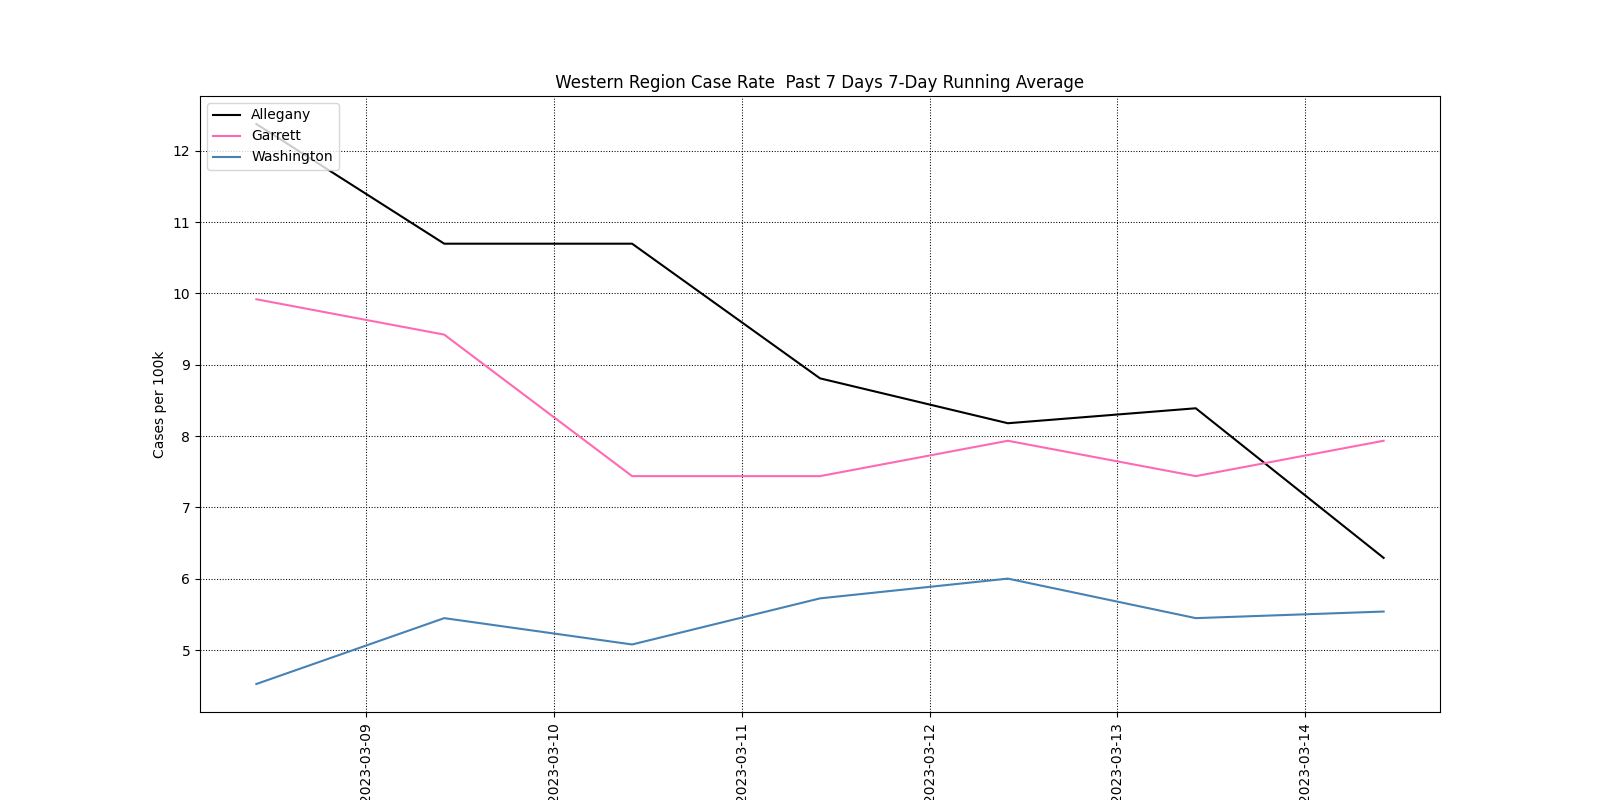 Western Region Case Rate  Past 7 Days 7-Day Running Average
Allegany
Garrett
Washington
12
11
10
9
8
7
6
5
Cases per 100k
2023-03-09
2023-03-10
2023-03-11
2023-03-12
2023-03-13
2023-03-14